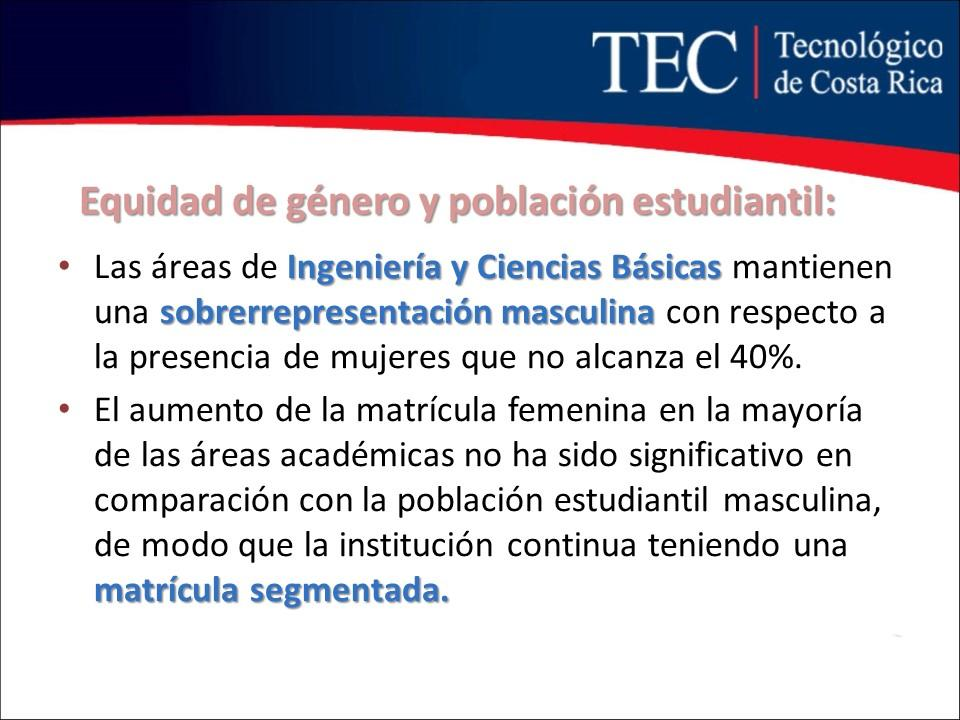 TEC
Tecnológico
de Costa Rica
Equidad de género y población estudiantil:
• Las áreas de Ingeniería y Ciencias Básicas mantienen
una sobrerrepresentación masculina con respecto a
la presencia de mujeres que no alcanza el 40%.
• El aumento de la matrícula femenina en la mayoría
de las áreas académicas no ha sido significativo en
comparación con la población estudiantil masculina,
de modo que la institución continua teniendo una
matrícula segmentada.